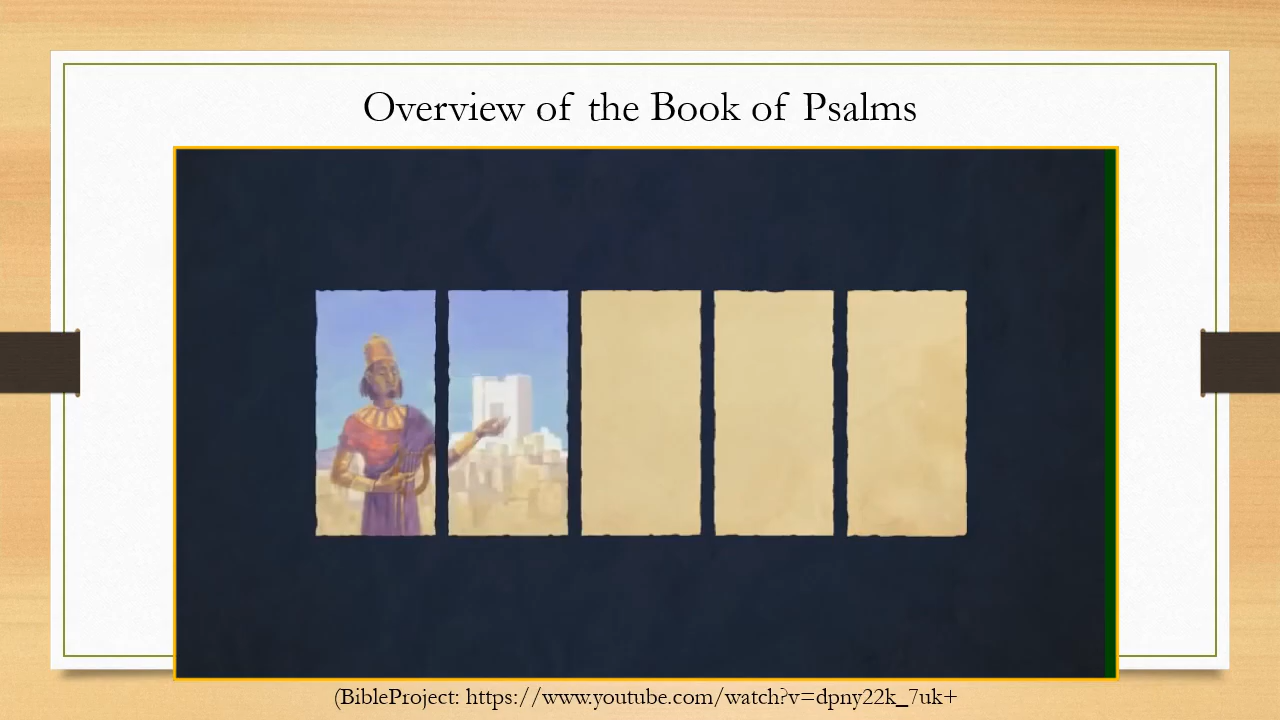 Overview of the Book of Psalms
(BibleProject: https://www.youtube.com/watch?v=dpny22k_7uk+